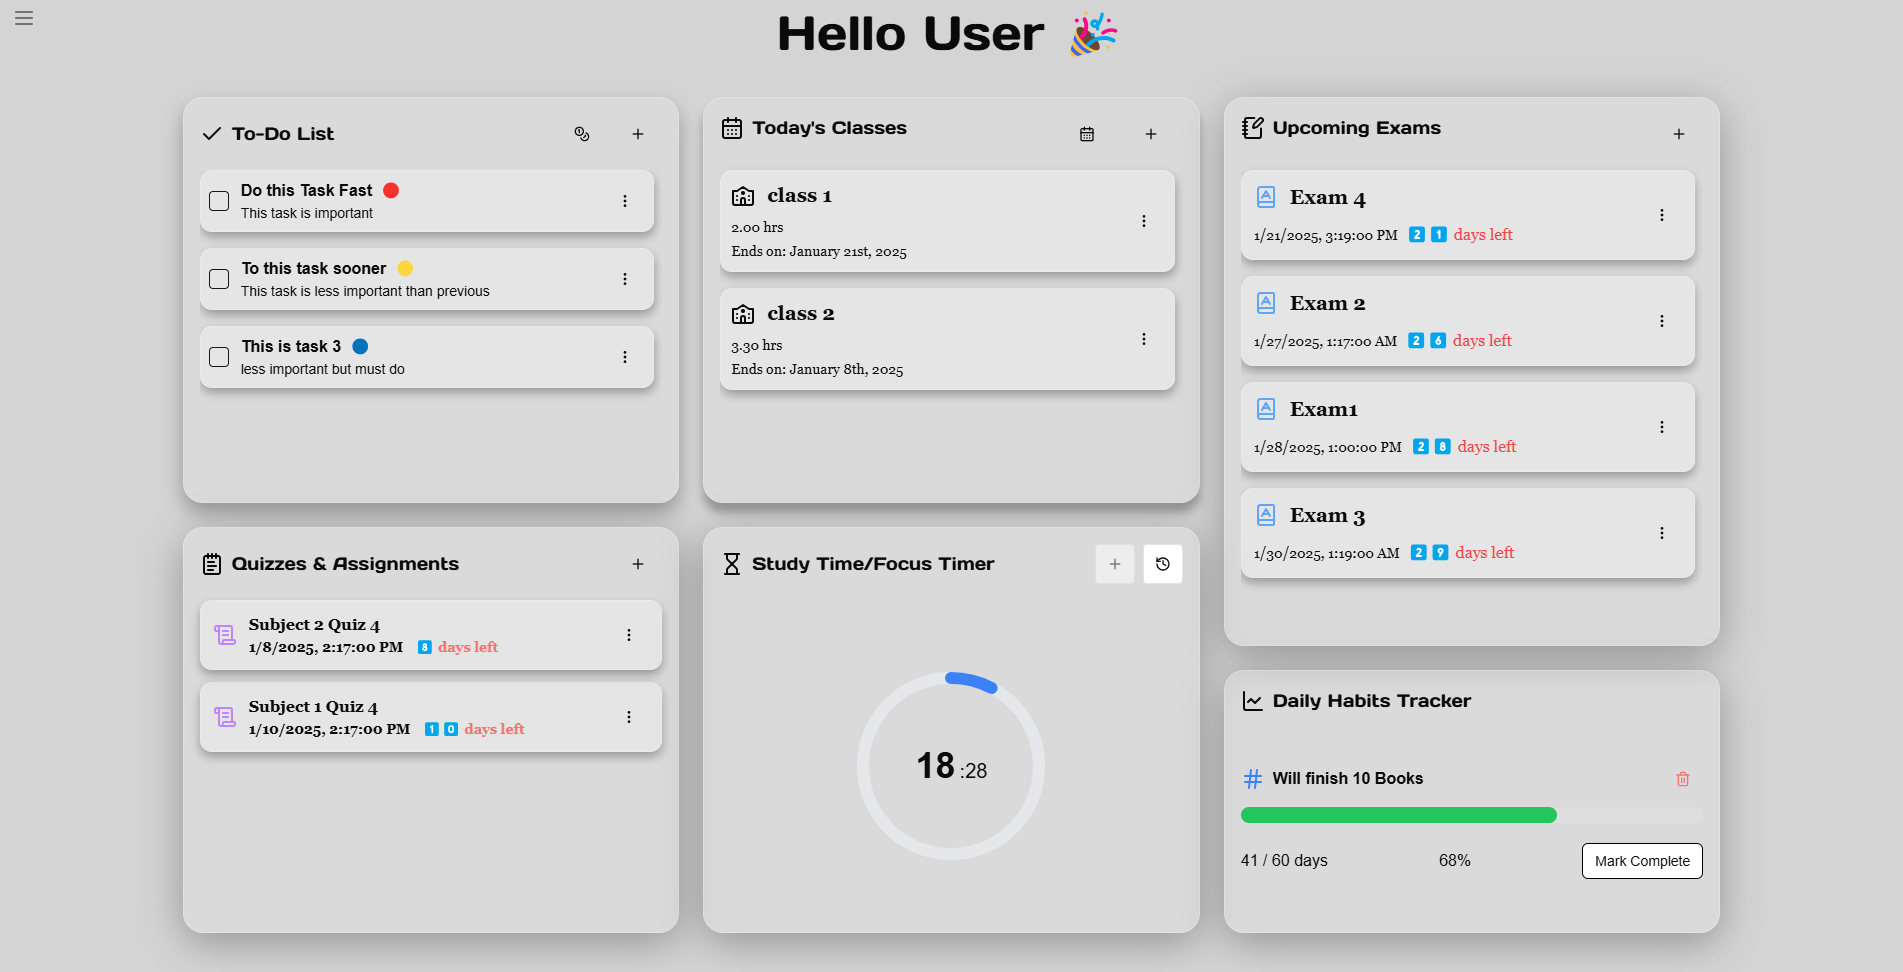 Hello User 🎉
To-Do List
Do this Task Fast
This task is important
To this task sooner
This task is less important than previous
This is task 3
less important but must do
Today's Classes
class 1
2.00 hrs
Ends on: January 21st, 2025
class 2
3.30 hrs
Ends on: January 8th, 2025
Upcoming Exams
Exam 4
1/21/2025, 3:19:00 PM 2 1 days left
Exam 2
1/27/2025, 1:17:00 AM 2 6 days left
Exam1
1/28/2025, 1:00:00 PM 2 8 days left
Exam 3
1/30/2025, 1:19:00 AM 2 9 days left
Quizzes & Assignments
Subject 2 Quiz 4
1/8/2025, 2:17:00 PM 8 days left
Subject 1 Quiz 4
1/10/2025, 2:17:00 PM 1 0 days left
Study Time/Focus Timer
18 :28
Daily Habits Tracker
# Will finish 10 Books
41 / 60 days 68% Mark Complete